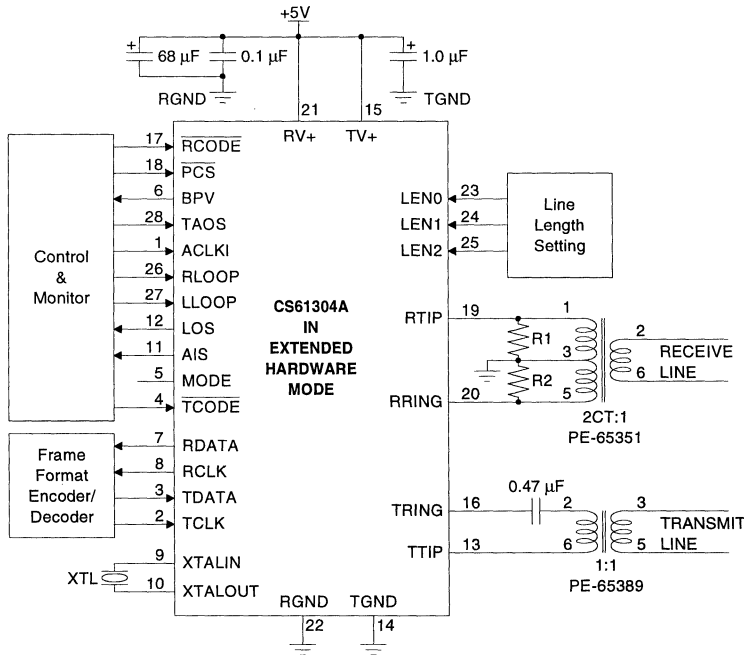 +5V
+ 68 µF
0.1 µF
+ 1.0 µF
RGND
TGND
21
15
RV+
TV+
Control
&
Monitor
17 RCODE
18 PCS
6 BPV
28 TAOS
1 ACLKI
26 RLOOP
27 LLOOP
12 LOS
11 AIS
5 MODE
4 TCODE
Frame
Format
Encoder/
Decoder
7 RDATA
8 RCLK
3 TDATA
2 TCLK
XTL
9 XTALIN
10 XTALOUT
CS61304A
IN
EXTENDED
HARDWARE
MODE
LEN0 23
LEN1 24
LEN2 25
Line
Length
Setting
RTIP 19
R1
R2
RRING 20
1
3
5
2
6
RECEIVE
LINE
2CT:1
PE-65351
TRING 16
0.47 µF
TTIP 13
2
6
3
5
TRANSMIT
LINE
1:1
PE-65389
RGND
TGND
22
14